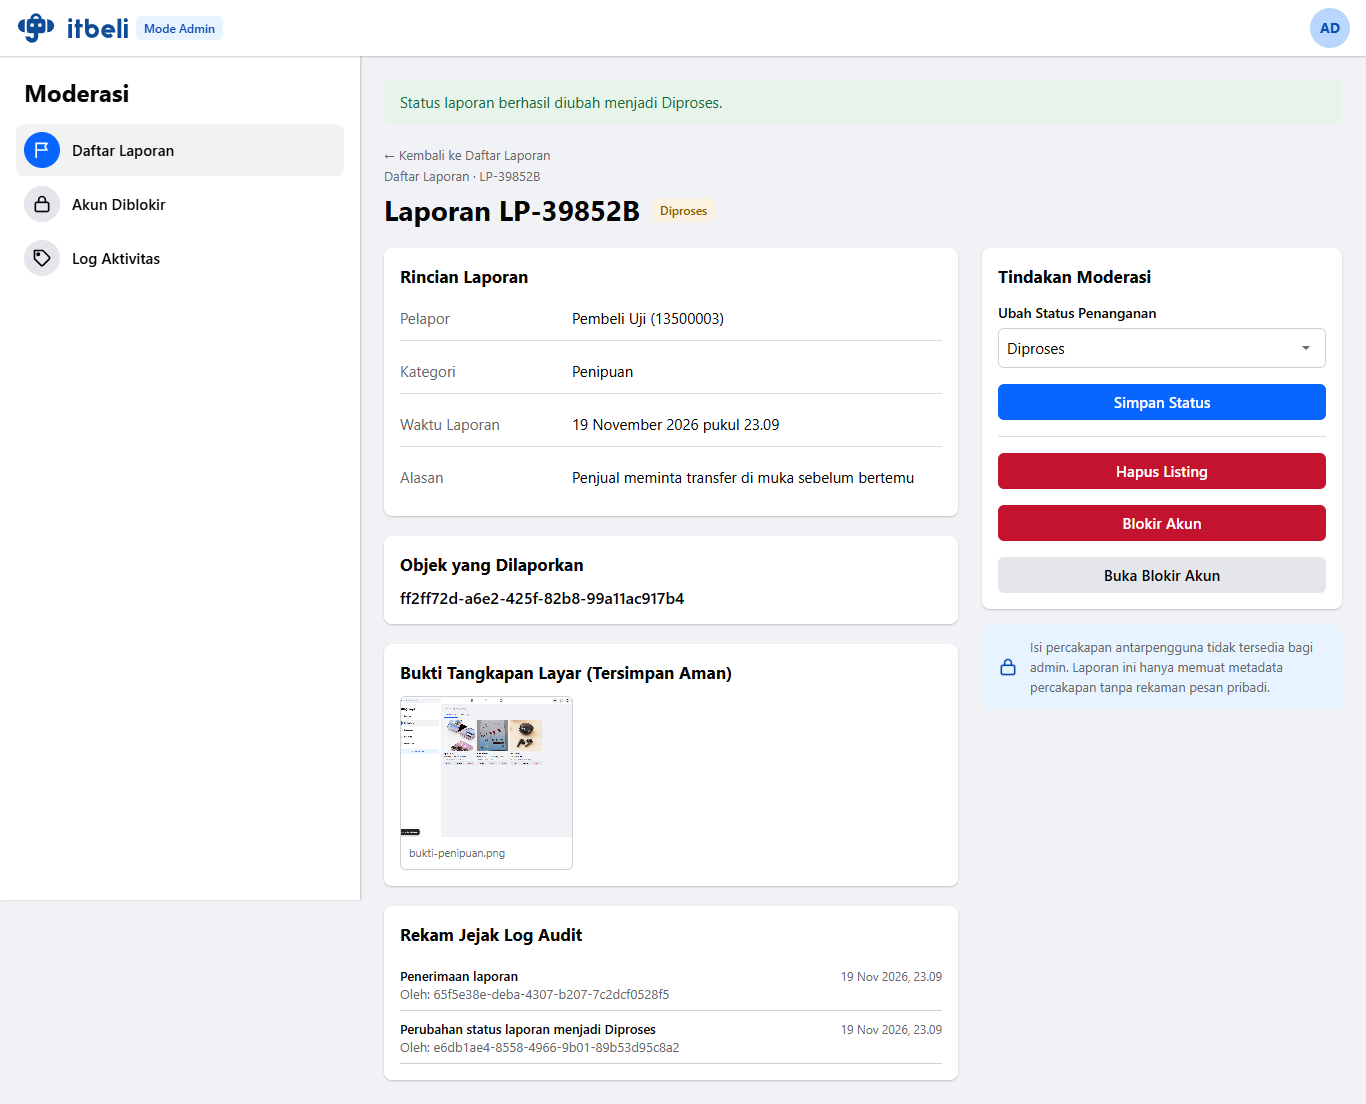 itbeli
Mode Admin
AD
Moderasi
Daftar Laporan
Akun Diblokir
Log Aktivitas
Status laporan berhasil diubah menjadi Diproses.
← Kembali ke Daftar Laporan
Daftar Laporan · LP-39852B
Laporan LP-39852B
Diproses
Rincian Laporan
Pelapor
Pembeli Uji (13500003)
Kategori
Penipuan
Waktu Laporan
19 November 2026 pukul 23.09
Alasan
Penjual meminta transfer di muka sebelum bertemu
Objek yang Dilaporkan
ff2ff72d-a6e2-425f-82b8-99a11ac917b4
Bukti Tangkapan Layar (Tersimpan Aman)
bukti-penipuan.png
Rekam Jejak Log Audit
Penerimaan laporan
19 Nov 2026, 23.09
Oleh: 65f5e38e-deba-4307-b207-7c2dcf0528f5
Perubahan status laporan menjadi Diproses
19 Nov 2026, 23.09
Oleh: e6db1ae4-8558-4966-9b01-89b53d95c8a2
Tindakan Moderasi
Ubah Status Penanganan
Diproses
Simpan Status
Hapus Listing
Blokir Akun
Buka Blokir Akun
Isi percakapan antarpengguna tidak tersedia bagi
admin. Laporan ini hanya memuat metadata
percakapan tanpa rekaman pesan pribadi.